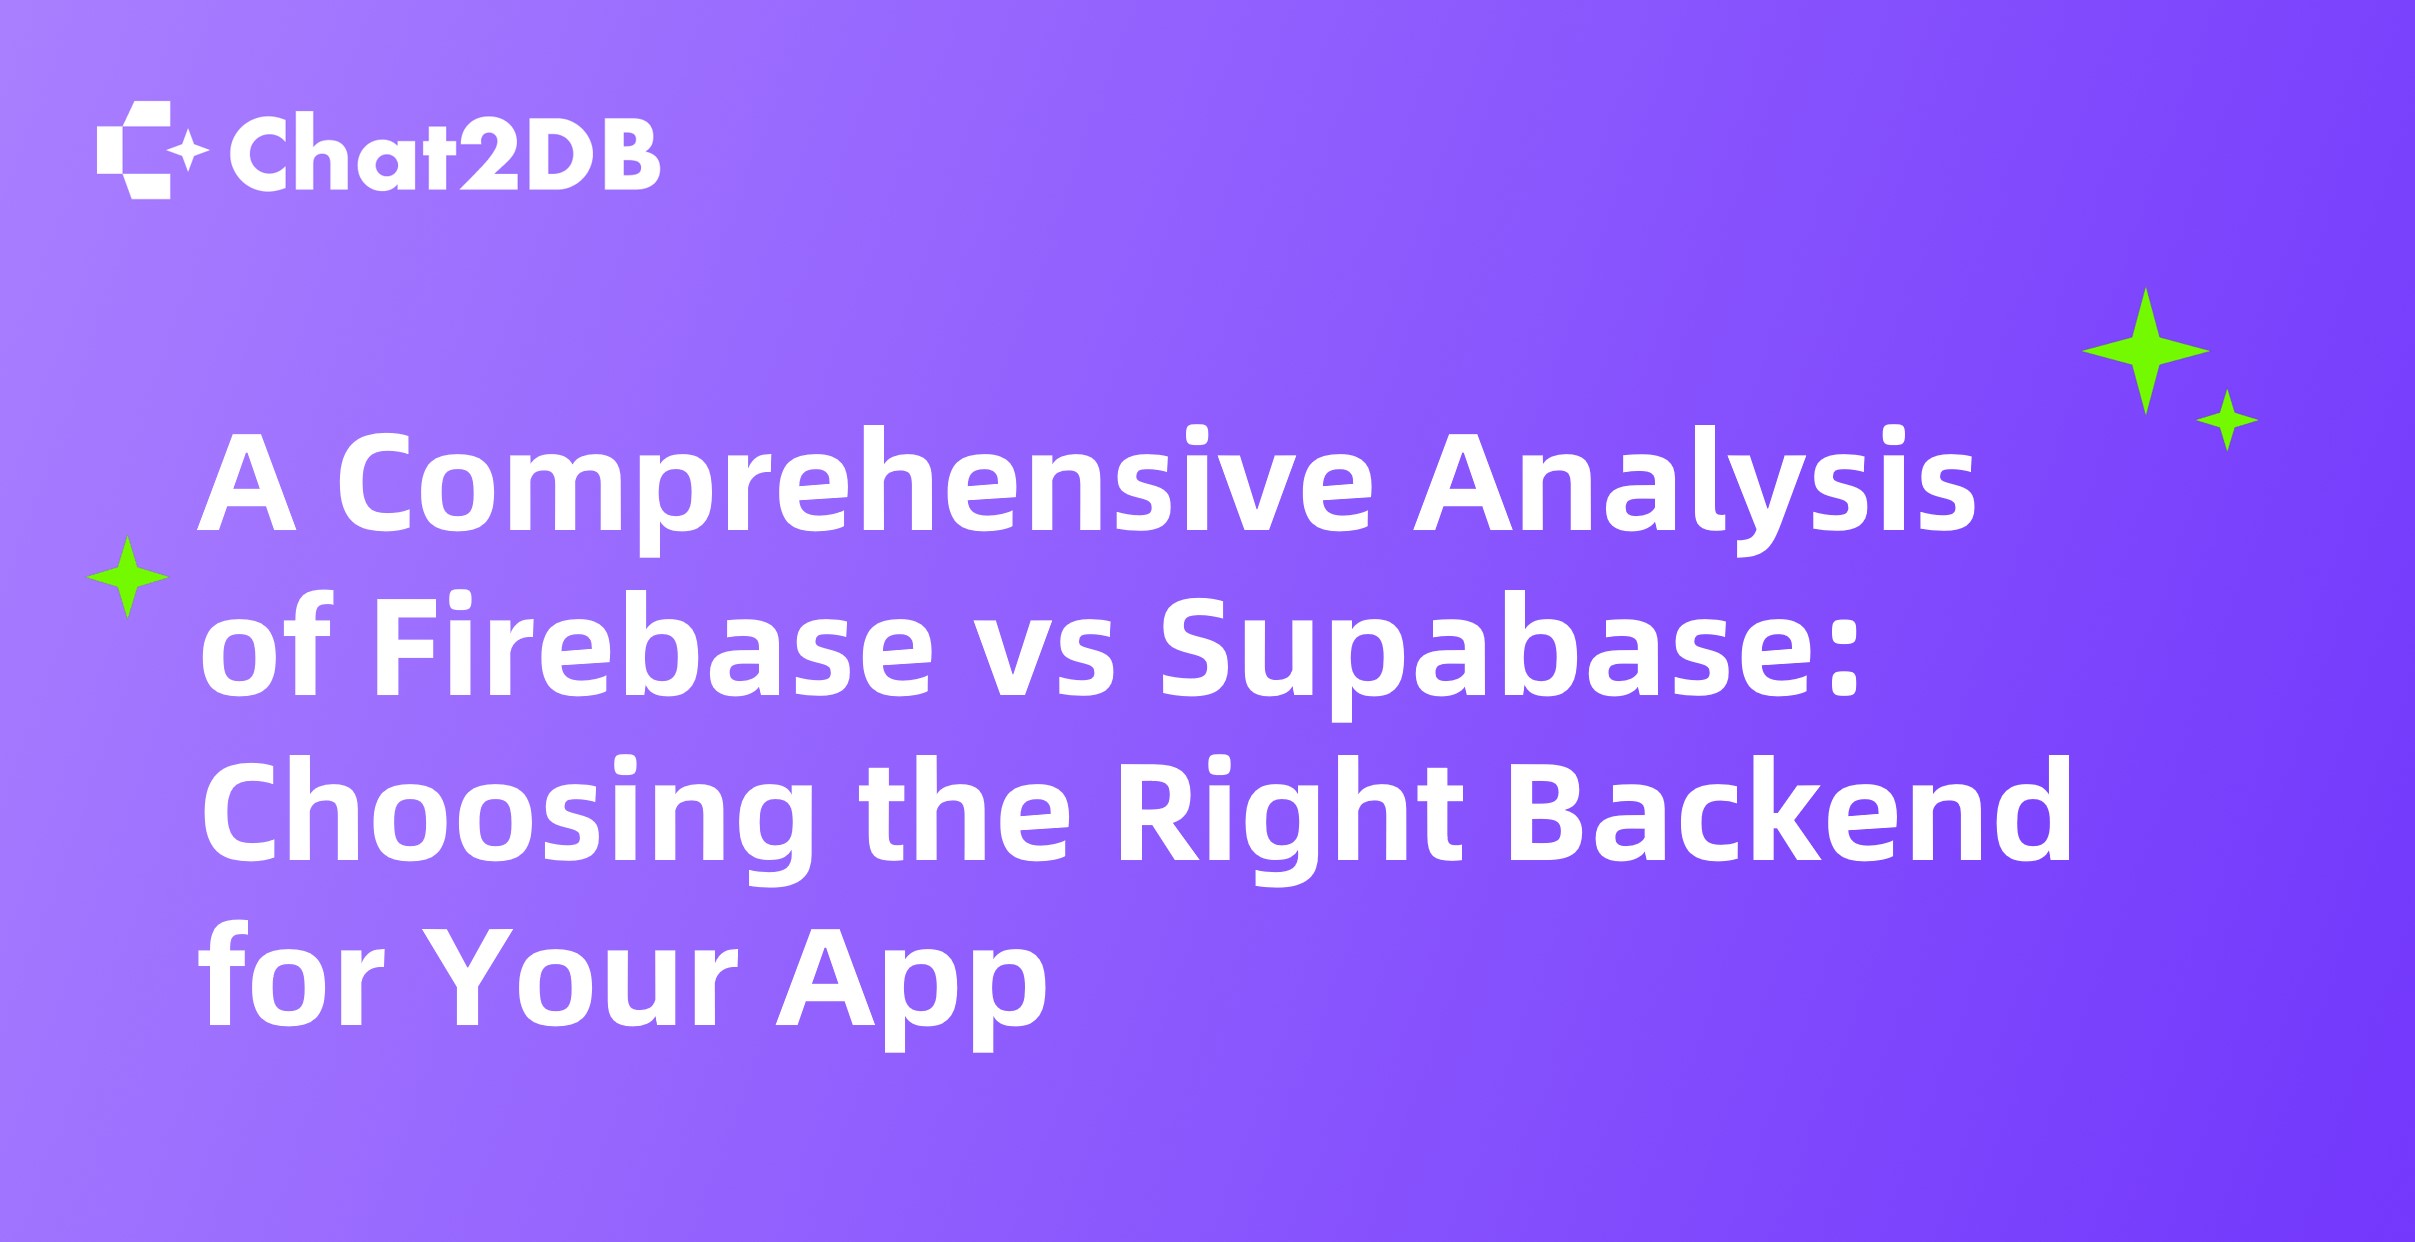 Chat2DB
A Comprehensive Analysis
of Firebase vs Supabase:
Choosing the Right Backend
for Your App